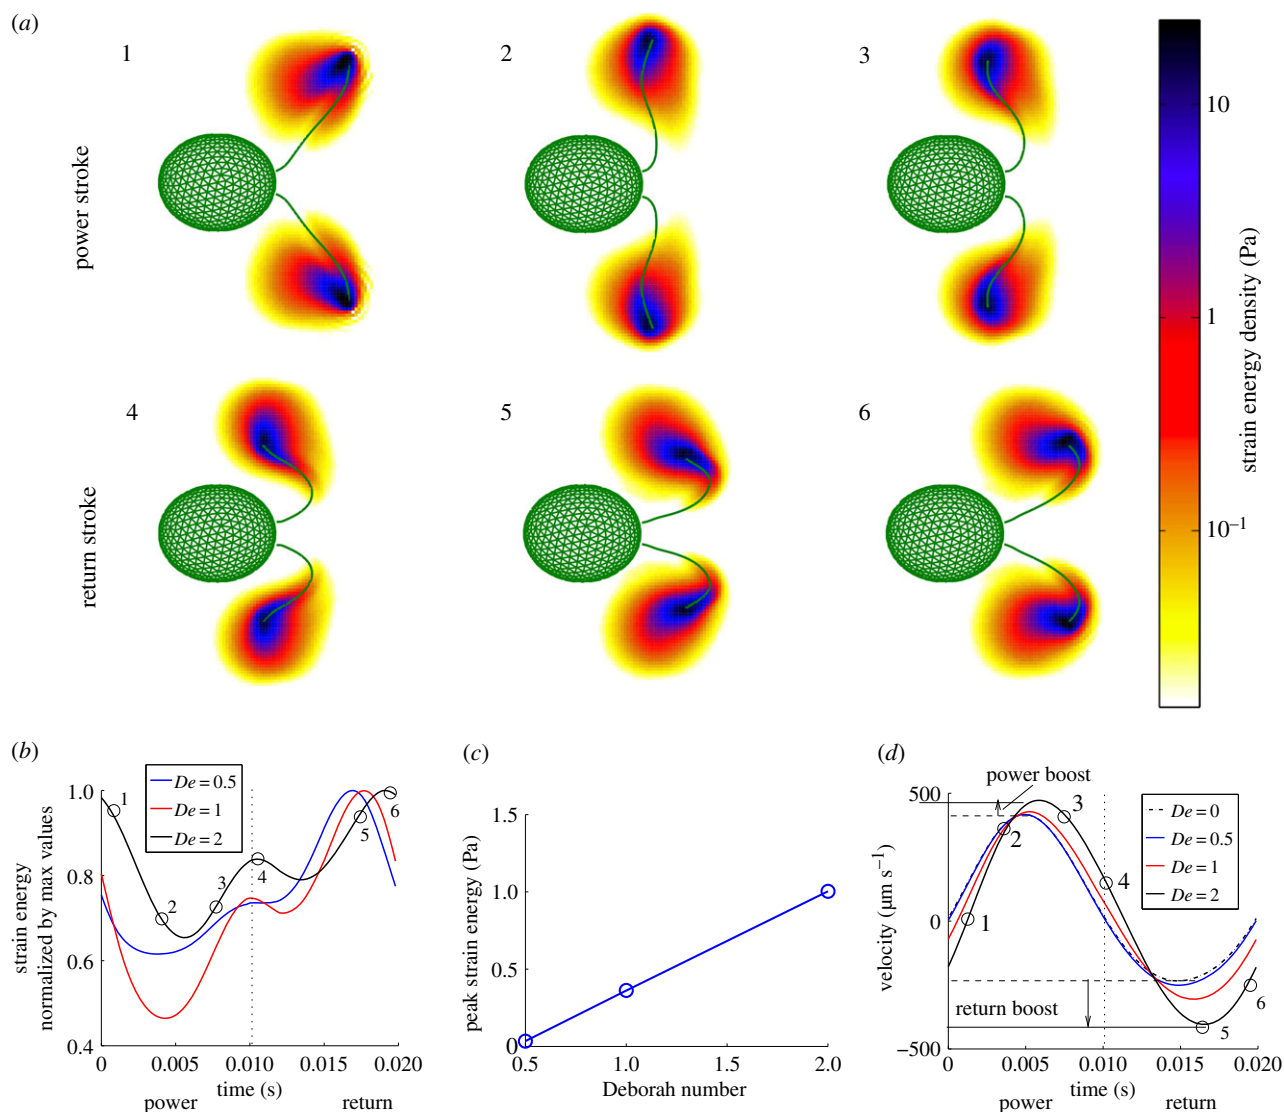 (a)
1
2
3
power stroke
10
1
10⁻¹
strain energy density (Pa)
4
5
6
return stroke
(b)
De = 0.5
De = 1
De = 2
1.0
0.8
0.6
0.4
strain energy
normalized by max values
1
2
3
4
5
6
0 0.005 0.010 0.015 0.020
time (s)
power return
(c)
1.5
1.0
0.5
0
peak strain energy (Pa)
0.5 1.0 1.5 2.0
Deborah number
(d)
power boost
De = 0
De = 0.5
De = 1
De = 2
500
0
−500
velocity (μm s⁻¹)
1
2
3
4
5
6
return boost
0 0.005 0.010 0.015 0.020
time (s)
power return